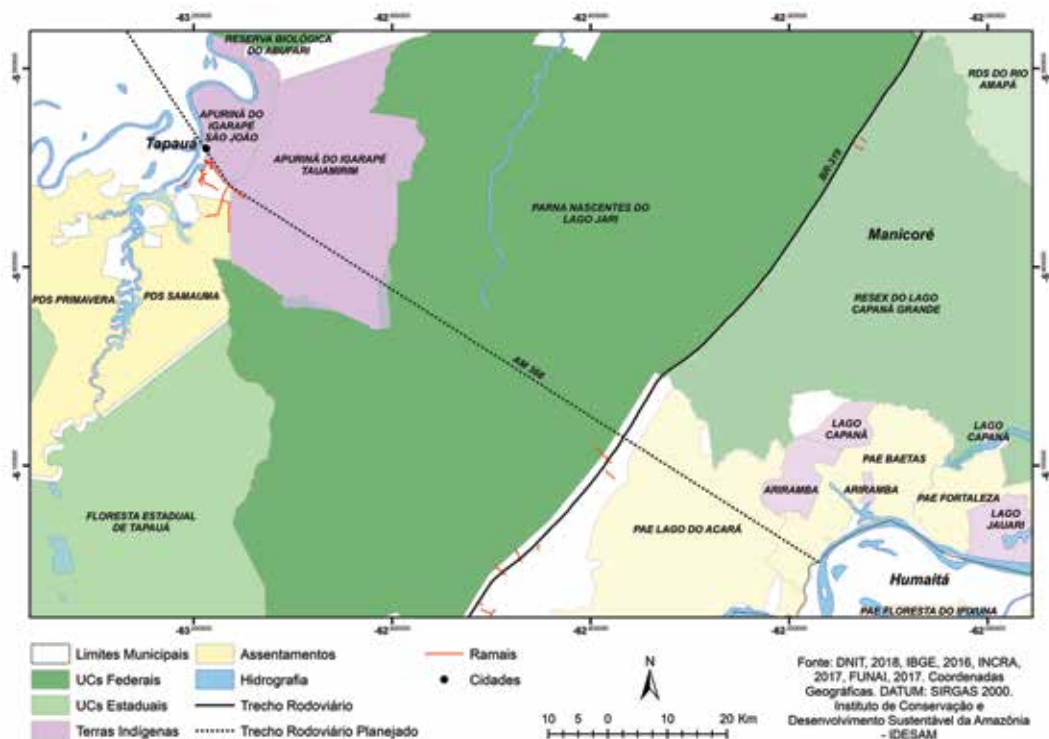 RESERVA BIOLÓGICA
DO ABUFARI
RDS DO RIO
AMAPÁ
APURINÃ DO
IGARAPÉ
SÃO JOÃO
Tapauá
APURINÃ DO IGARAPÉ
TAUAMIRIM
PARNA NASCENTES DO
LAGO JARI
BR-319
Manicoré
RESEX DO LAGO
CAPANÃ GRANDE
PDS PRIMAVERA
PDS SAMAUMA
AM 366
LAGO
CAPANÃ
LAGO
CAPANÃ
PAE BAETAS
ARIRAMBA
ARIRAMBA
PAE FORTALEZA
LAGO
JAUARI
FLORESTA ESTADUAL
DE TAPAUÁ
PAE LAGO DO ACARÁ
Humaitá
PAE FLORESTA DO IPIXUNA
Limites Municipais
UCs Federais
UCs Estaduais
Terras Indígenas
Assentamentos
Hidrografia
Trecho Rodoviário
Trecho Rodoviário Planejado
Ramais
Cidades
N
10 5 0 10 20 Km
Fonte: DNIT, 2018, IBGE, 2016, INCRA,
2017, FUNAI, 2017. Coordenadas
Geográficas. DATUM: SIRGAS 2000.
Instituto de Conservação e
Desenvolvimento Sustentável da Amazônia
- IDESAM